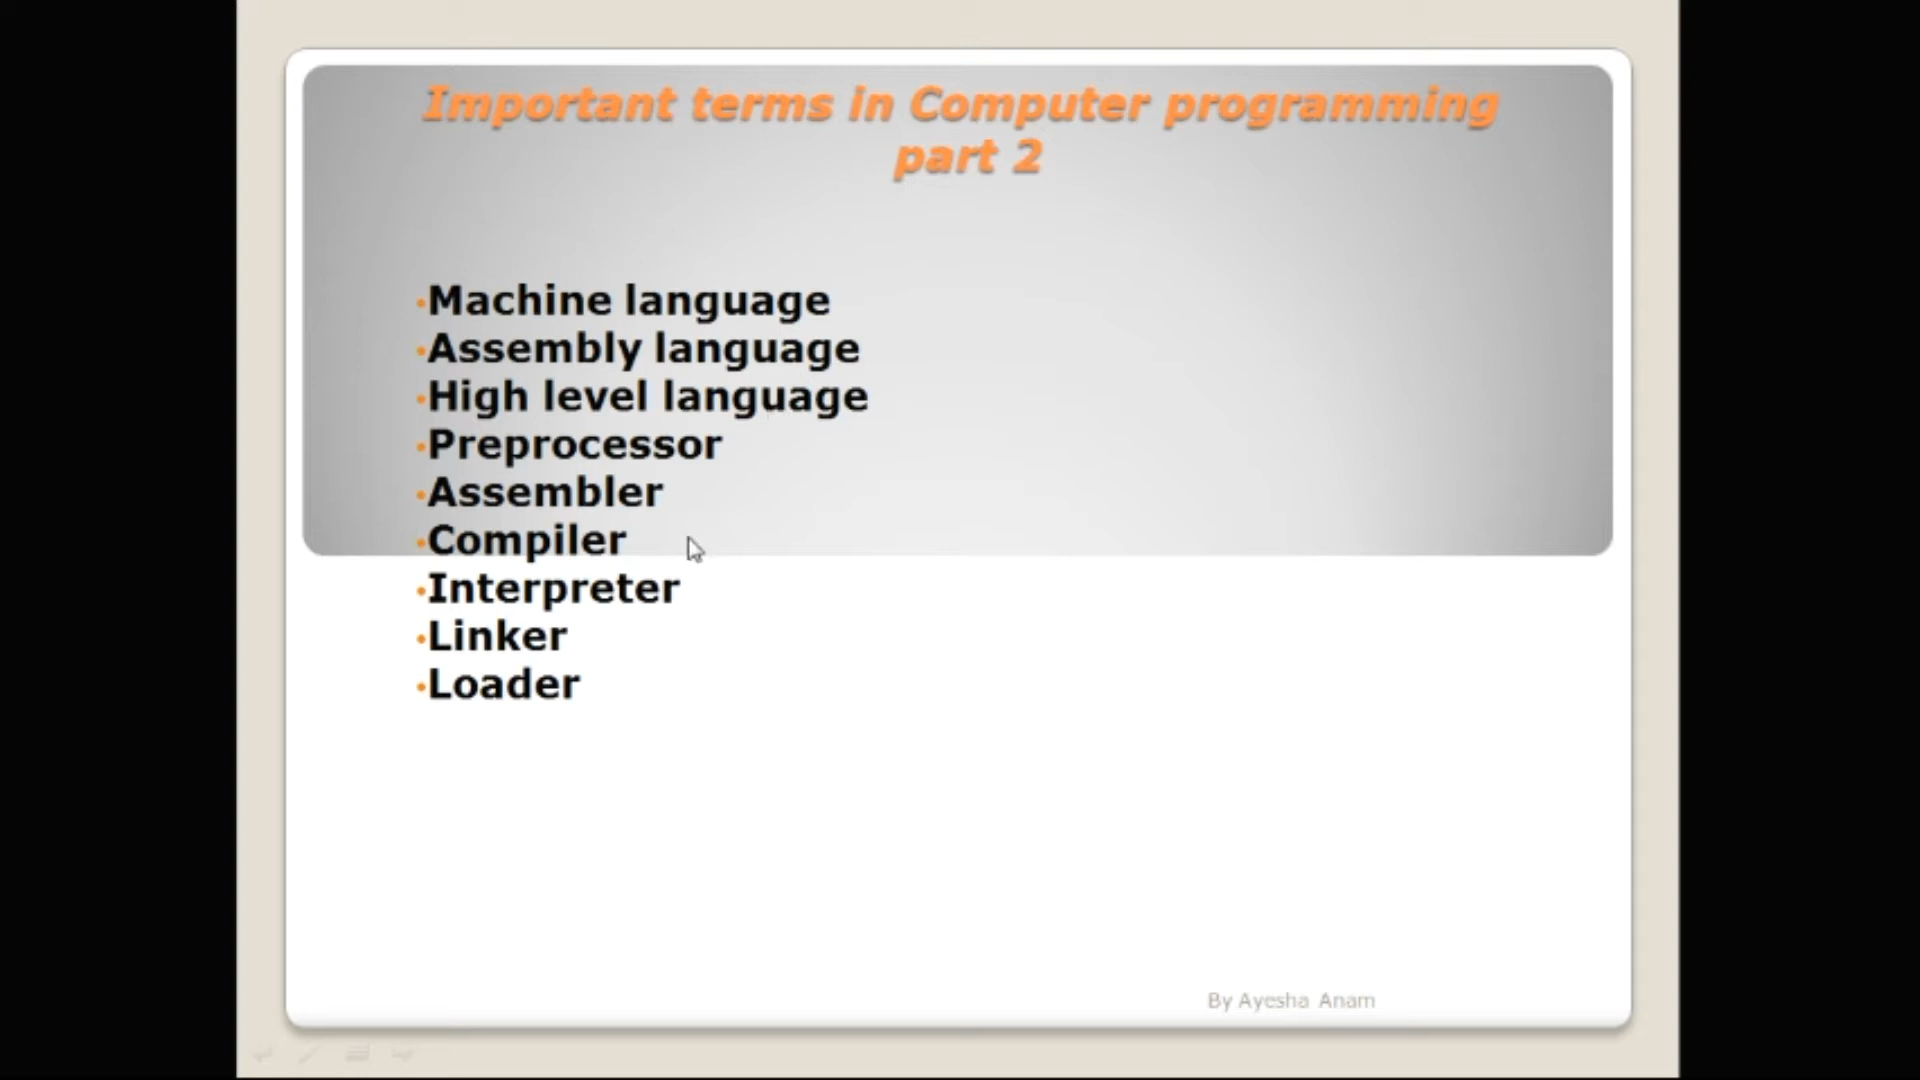 Important terms in Computer programming
part 2
•Machine language
•Assembly language
•High level language
•Preprocessor
•Assembler
•Compiler
•Interpreter
•Linker
•Loader
By Ayesha Anam